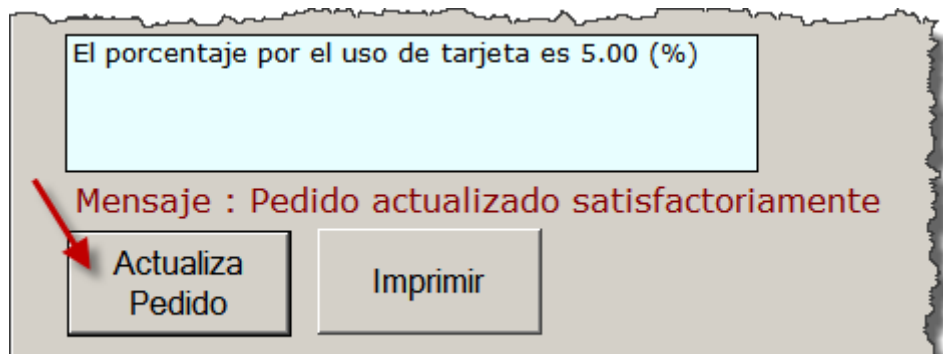 El porcentaje por el uso de tarjeta es 5.00 (%)
Mensaje : Pedido actualizado satisfactoriamente
Actualiza
Pedido
Imprimir